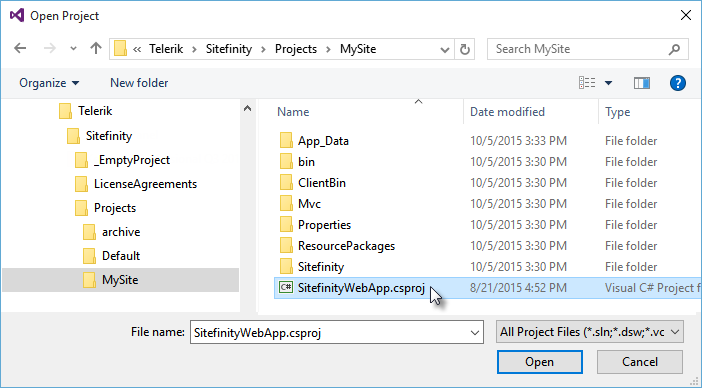 Open Project
« Telerik > Sitefinity > Projects > MySite
Search MySite
Organize
New folder
?
Telerik
Sitefinity
_EmptyProject
LicenseAgreements
Projects
archive
Default
MySite
Name Date modified Type
App_Data 10/5/2015 3:33 PM File folder
bin 10/5/2015 3:30 PM File folder
ClientBin 10/5/2015 3:30 PM File folder
Mvc 10/5/2015 3:30 PM File folder
Properties 10/5/2015 3:30 PM File folder
ResourcePackages 10/5/2015 3:30 PM File folder
Sitefinity 10/5/2015 3:30 PM File folder
C# SitefinityWebApp.csproj 8/21/2015 4:52 PM Visual C# Project f
File name: SitefinityWebApp.csproj
All Project Files (*.sln;*.dsw;*.vc
Open
Cancel